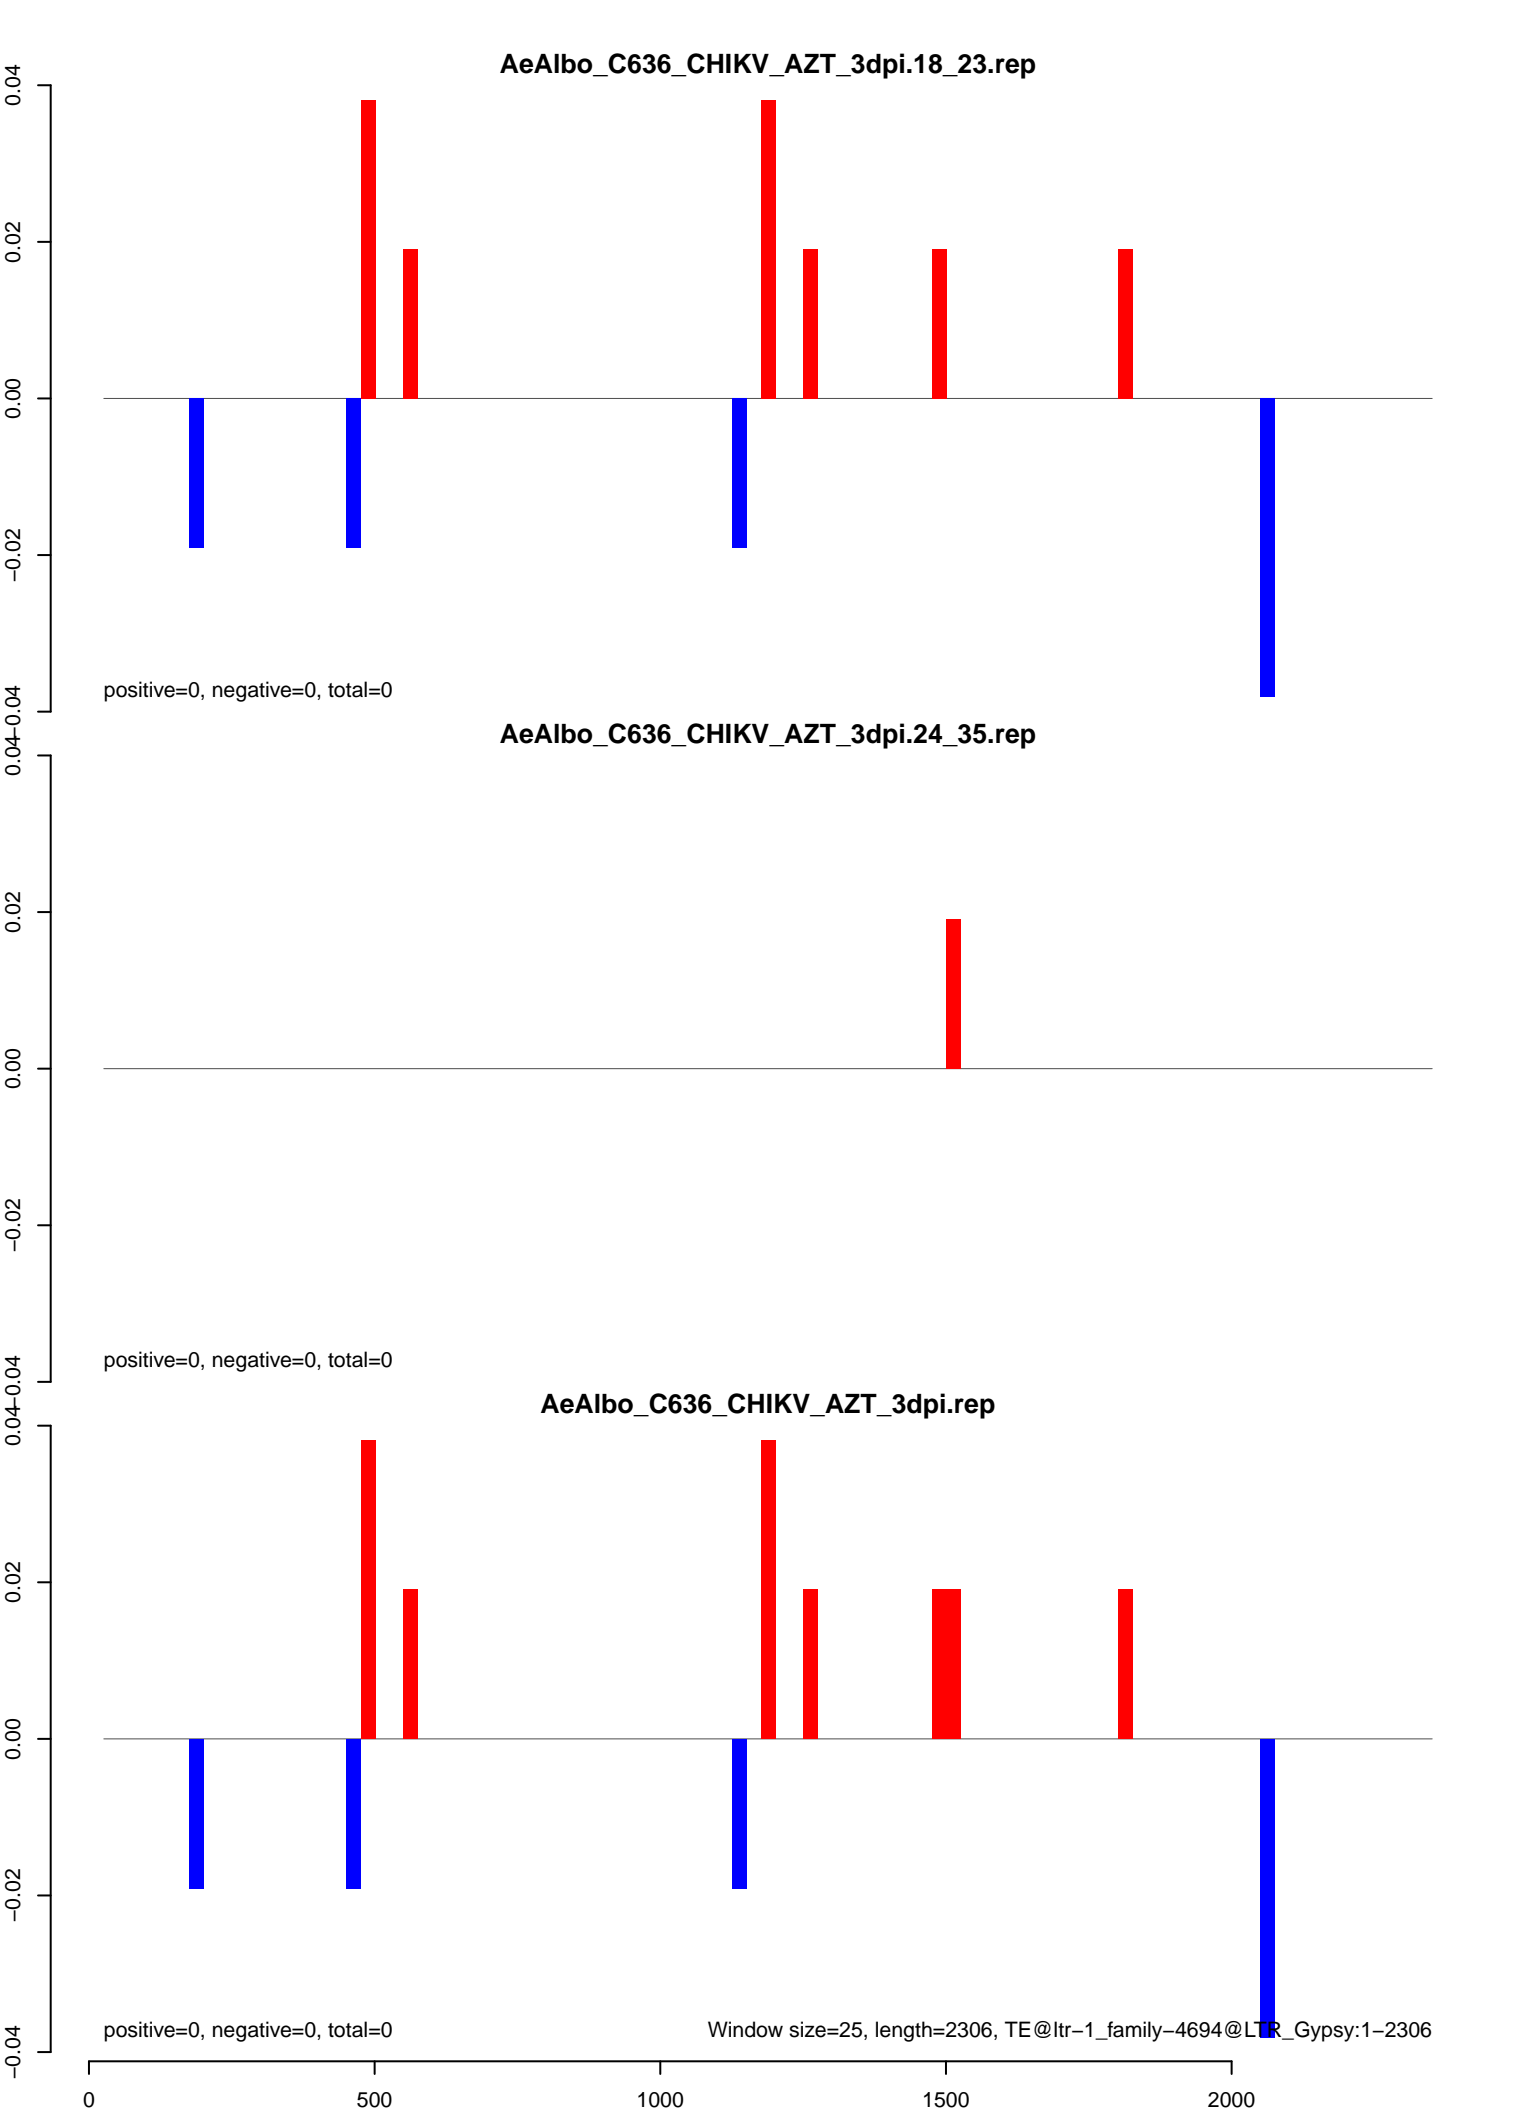 AeAlbo_C636_CHIKV_AZT_3dpi.18_23.rep
0.04
0.02
0.00
−0.02
−0.04
positive=0, negative=0, total=0
AeAlbo_C636_CHIKV_AZT_3dpi.24_35.rep
0.04
0.02
0.00
−0.02
−0.04
positive=0, negative=0, total=0
AeAlbo_C636_CHIKV_AZT_3dpi.rep
0.04
0.02
0.00
−0.02
−0.04
positive=0, negative=0, total=0
Window size=25, length=2306, TE@ltr−1_family−4694@LTR_Gypsy:1−2306
0 500 1000 1500 2000